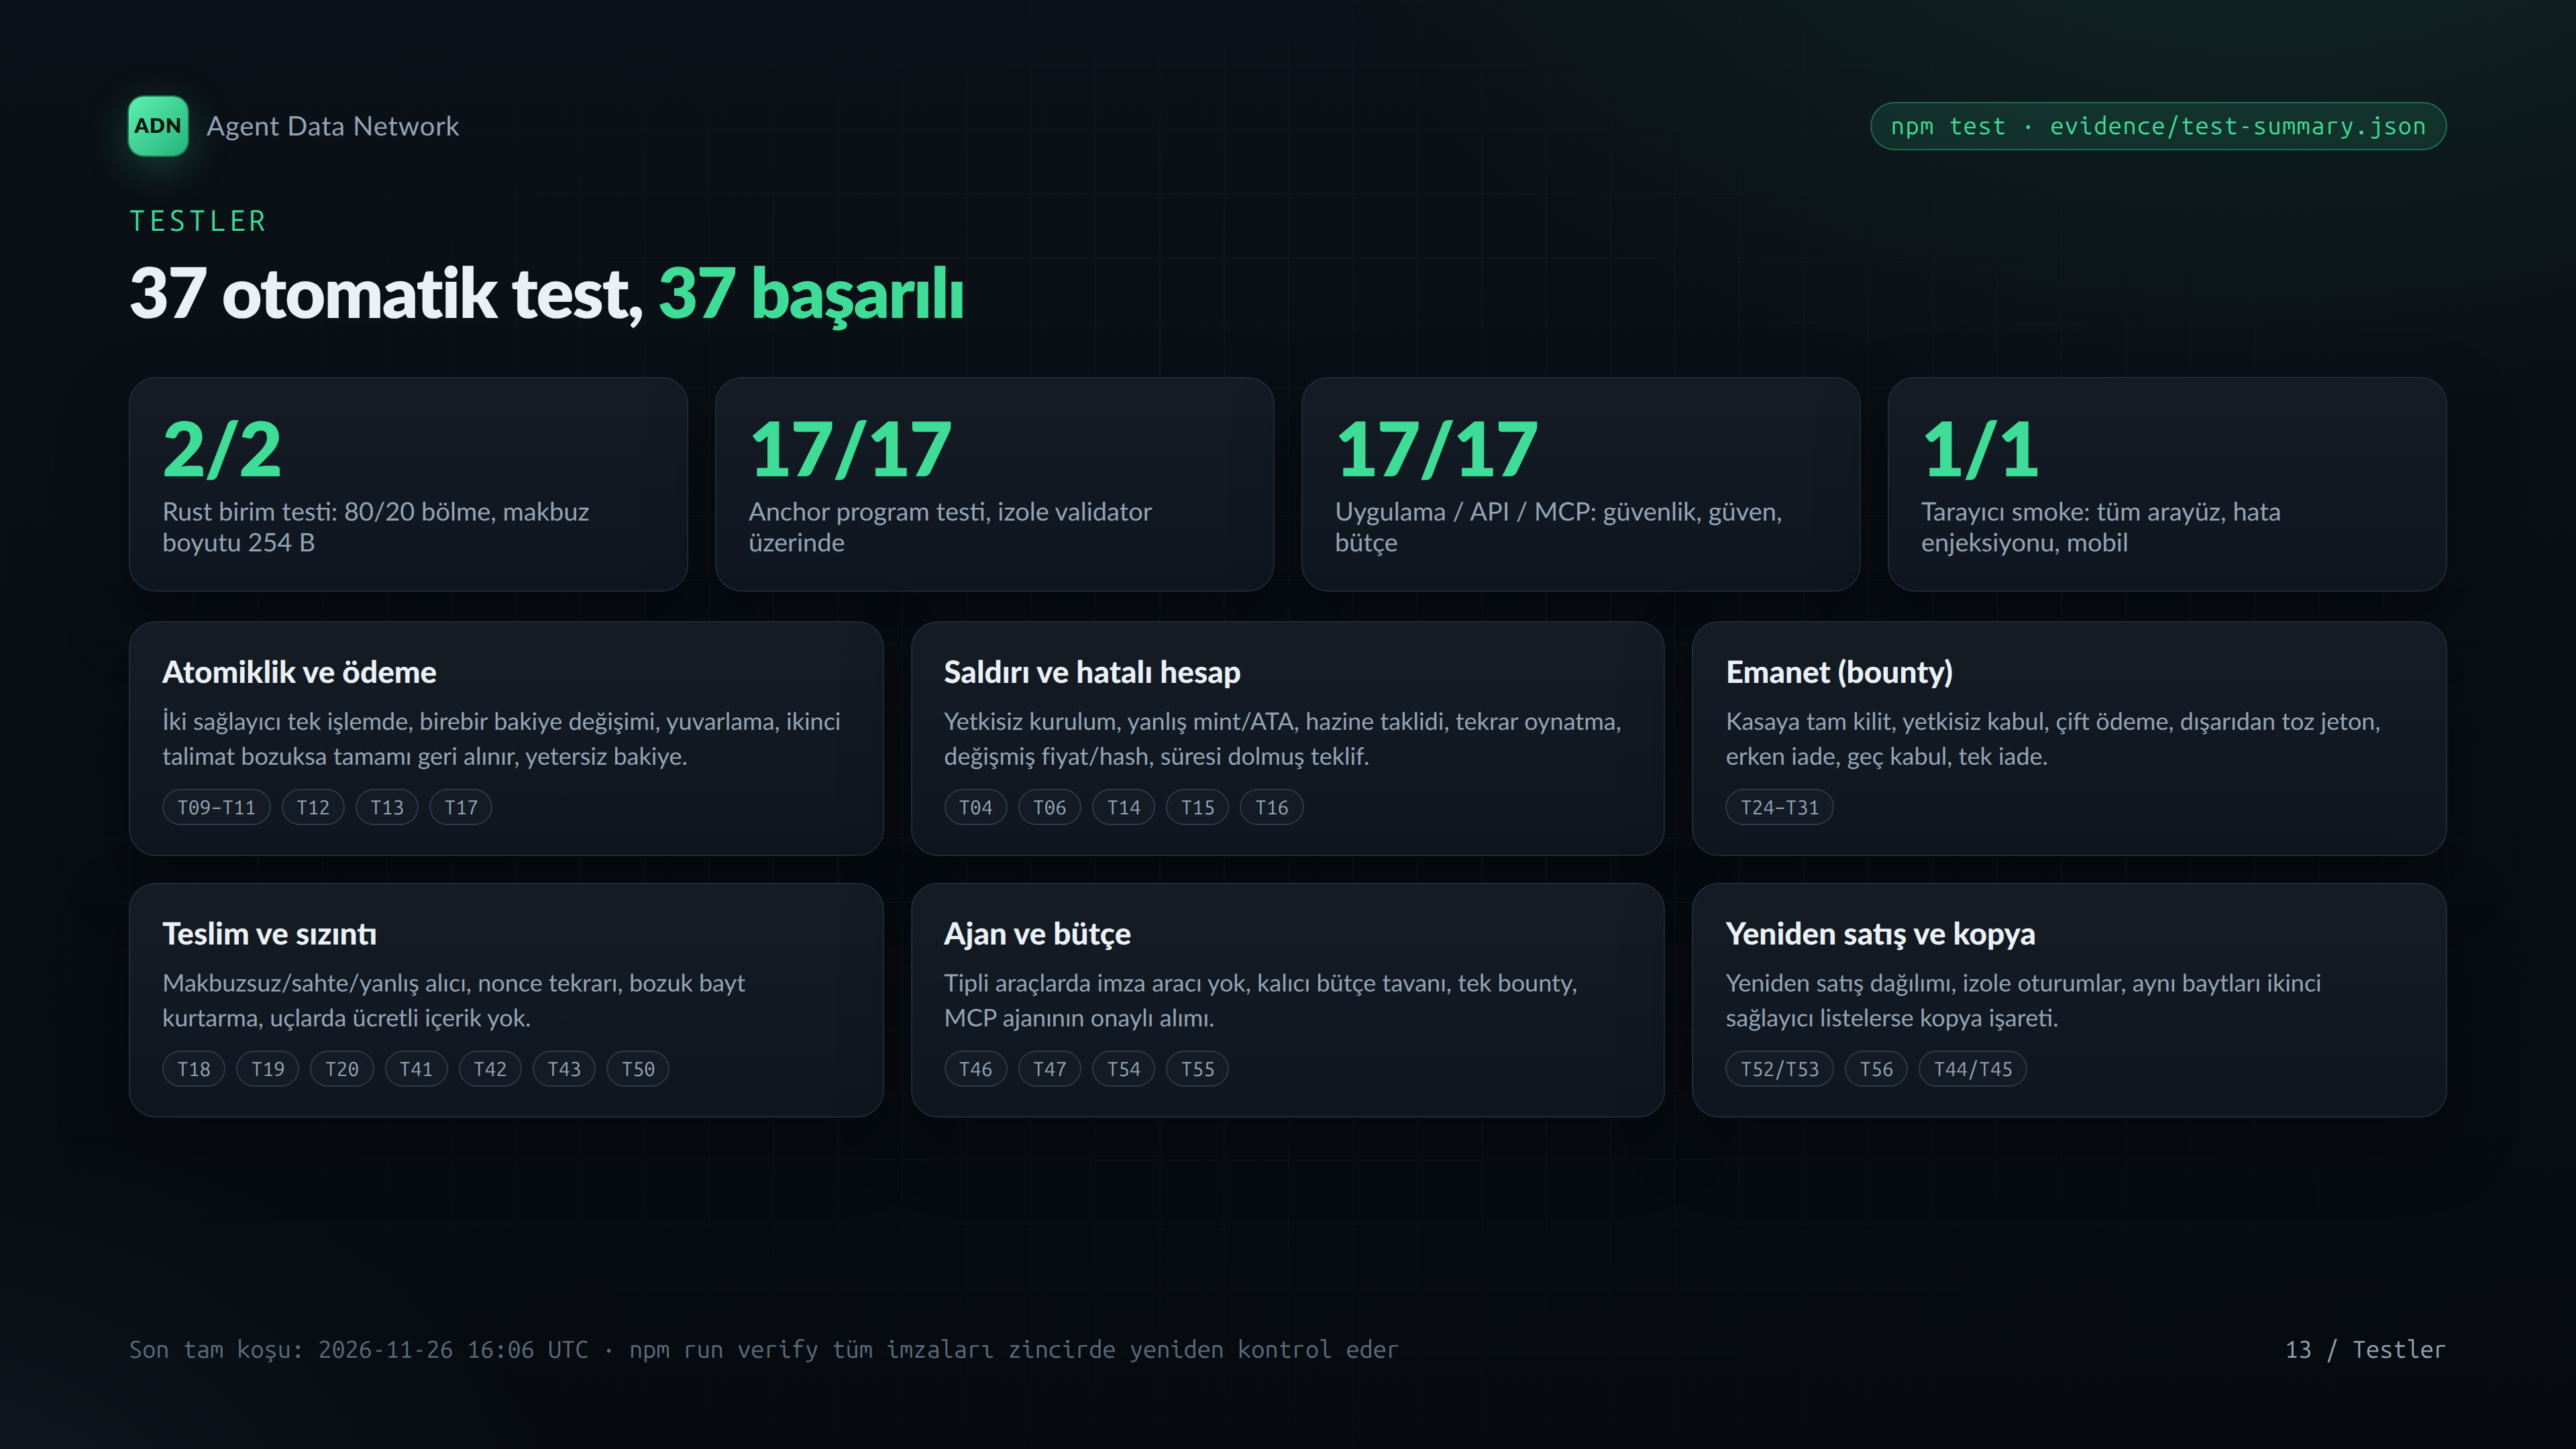 ADN Agent Data Network
npm test · evidence/test-summary.json
TESTLER
37 otomatik test, 37 başarılı
2/2
Rust birim testi: 80/20 bölme, makbuz
boyutu 254 B
17/17
Anchor program testi, izole validator
üzerinde
17/17
Uygulama / API / MCP: güvenlik, güven,
bütçe
1/1
Tarayıcı smoke: tüm arayüz, hata
enjeksiyonu, mobil
Atomiklik ve ödeme
İki sağlayıcı tek işlemde, birebir bakiye değişimi, yuvarlama, ikinci
talimat bozuksa tamamı geri alınır, yetersiz bakiye.
T09–T11 T12 T13 T17
Saldırı ve hatalı hesap
Yetkisiz kurulum, yanlış mint/ATA, hazine taklidi, tekrar oynatma,
değişmiş fiyat/hash, süresi dolmuş teklif.
T04 T06 T14 T15 T16
Emanet (bounty)
Kasaya tam kilit, yetkisiz kabul, çift ödeme, dışarıdan toz jeton,
erken iade, geç kabul, tek iade.
T24–T31
Teslim ve sızıntı
Makbuzsuz/sahte/yanlış alıcı, nonce tekrarı, bozuk bayt
kurtarma, uçlarda ücretli içerik yok.
T18 T19 T20 T41 T42 T43 T50
Ajan ve bütçe
Tipli araçlarda imza aracı yok, kalıcı bütçe tavanı, tek bounty,
MCP ajanının onaylı alımı.
T46 T47 T54 T55
Yeniden satış ve kopya
Yeniden satış dağılımı, izole oturumlar, aynı baytları ikinci
sağlayıcı listelerse kopya işareti.
T52/T53 T56 T44/T45
Son tam koşu: 2026-11-26 16:06 UTC · npm run verify tüm imzaları zincirde yeniden kontrol eder
13 / Testler